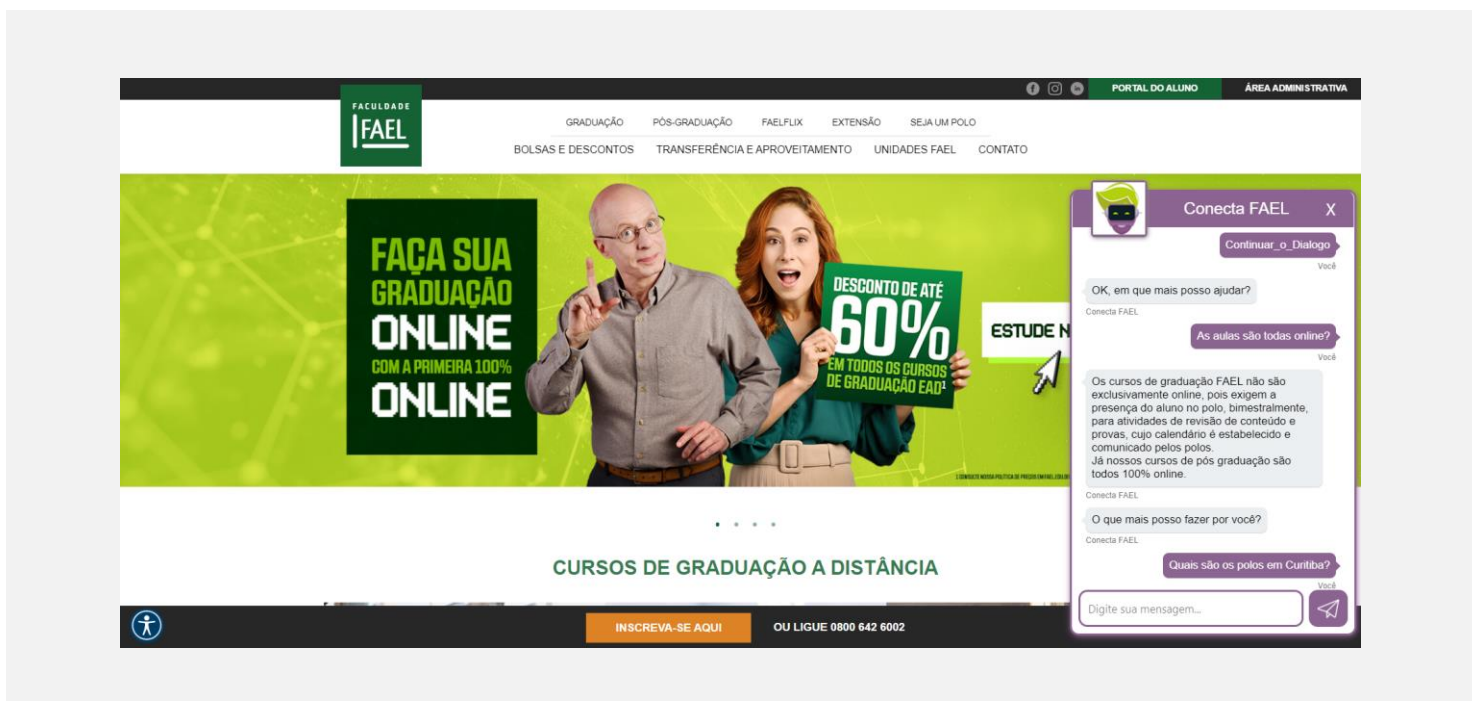 PORTAL DO ALUNO
ÁREA ADMINISTRATIVA
FACULDADE
FAEL
GRADUAÇÃO PÓS-GRADUAÇÃO FAELFLIX EXTENSÃO SEJA UM POLO
BOLSAS E DESCONTOS TRANSFERÊNCIA E APROVEITAMENTO UNIDADES FAEL CONTATO
FAÇA SUA
GRADUAÇÃO
ONLINE
COM A PRIMEIRA 100%
ONLINE
DESCONTO DE ATÉ
60%
EM TODOS OS CURSOS
DE GRADUAÇÃO EAD¹
ESTUDE N
CURSOS DE GRADUAÇÃO A DISTÂNCIA
INSCREVA-SE AQUI
OU LIGUE 0800 642 6002
Conecta FAEL X
Continuar_o_Dialogo
Você
OK, em que mais posso ajudar?
Conecta FAEL
As aulas são todas online?
Você
Os cursos de graduação FAEL não são
exclusivamente online, pois exigem a
presença do aluno no polo, bimestralmente,
para atividades de revisão de conteúdo e
provas, cujo calendário é estabelecido e
comunicado pelos polos.
Já nossos cursos de pós graduação são
todos 100% online.
Conecta FAEL
O que mais posso fazer por você?
Conecta FAEL
Quais são os polos em Curitiba?
Você
Digite sua mensagem...